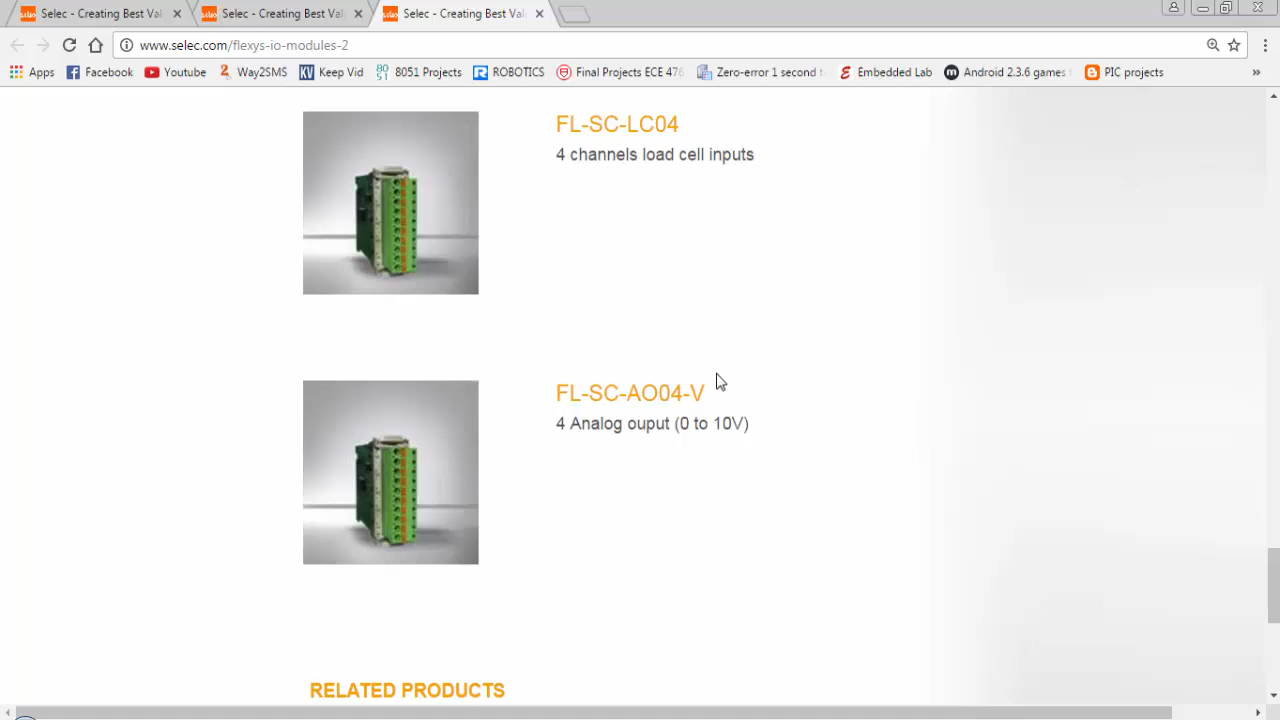 Selec - Creating Best Val
Selec - Creating Best Val
Selec - Creating Best Val
www.selec.com/flexys-io-modules-2
Apps
Facebook
Youtube
Way2SMS
Keep Vid
8051 Projects
ROBOTICS
Final Projects ECE 476
Zero-error 1 second t
Embedded Lab
Android 2.3.6 games
PIC projects
»
FL-SC-LC04
4 channels load cell inputs
FL-SC-AO04-V
4 Analog ouput (0 to 10V)
RELATED PRODUCTS